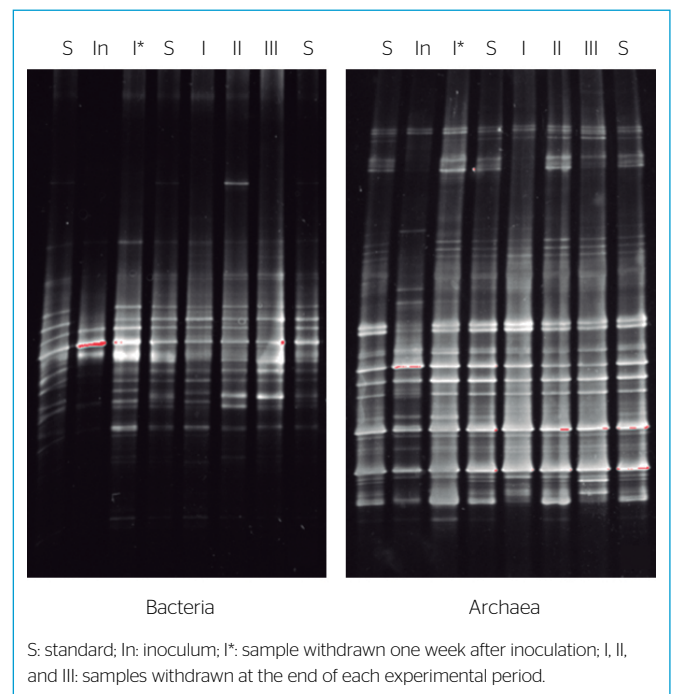 S In I* S I II III S
S In I* S I II III S
Bacteria
Archaea
S: standard; In: inoculum; I*: sample withdrawn one week after inoculation; I, II,
and III: samples withdrawn at the end of each experimental period.